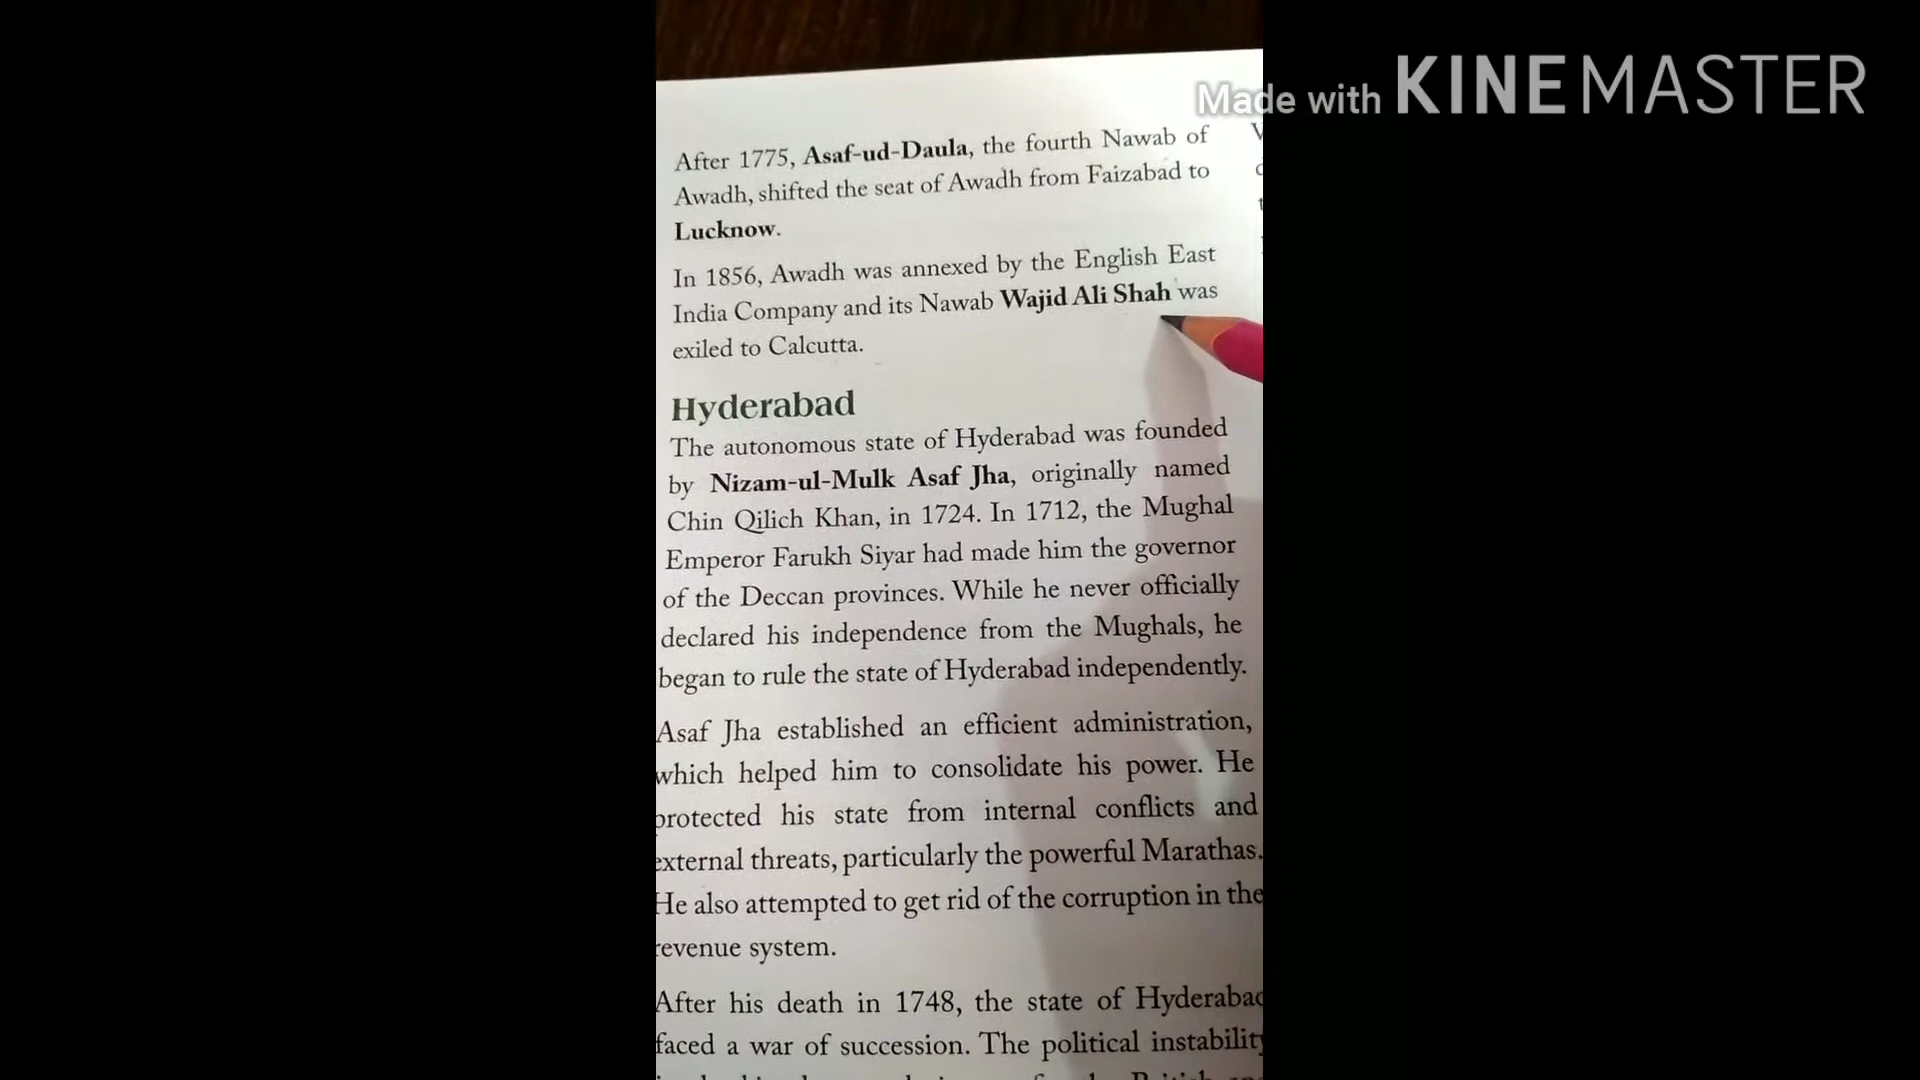 Made with KINEMASTER
After 1775, Asaf-ud-Daula, the fourth Nawab of
Awadh, shifted the seat of Awadh from Faizabad to
Lucknow.
In 1856, Awadh was annexed by the English East
India Company and its Nawab Wajid Ali Shah was
exiled to Calcutta.
Hyderabad
The autonomous state of Hyderabad was founded
by Nizam-ul-Mulk Asaf Jha, originally named
Chin Qilich Khan, in 1724. In 1712, the Mughal
Emperor Farukh Siyar had made him the governor
of the Deccan provinces. While he never officially
declared his independence from the Mughals, he
began to rule the state of Hyderabad independently.
Asaf Jha established an efficient administration,
which helped him to consolidate his power. He
protected his state from internal conflicts and
external threats, particularly the powerful Marathas.
He also attempted to get rid of the corruption in the
revenue system.
After his death in 1748, the state of Hyderabad
faced a war of succession. The political instability